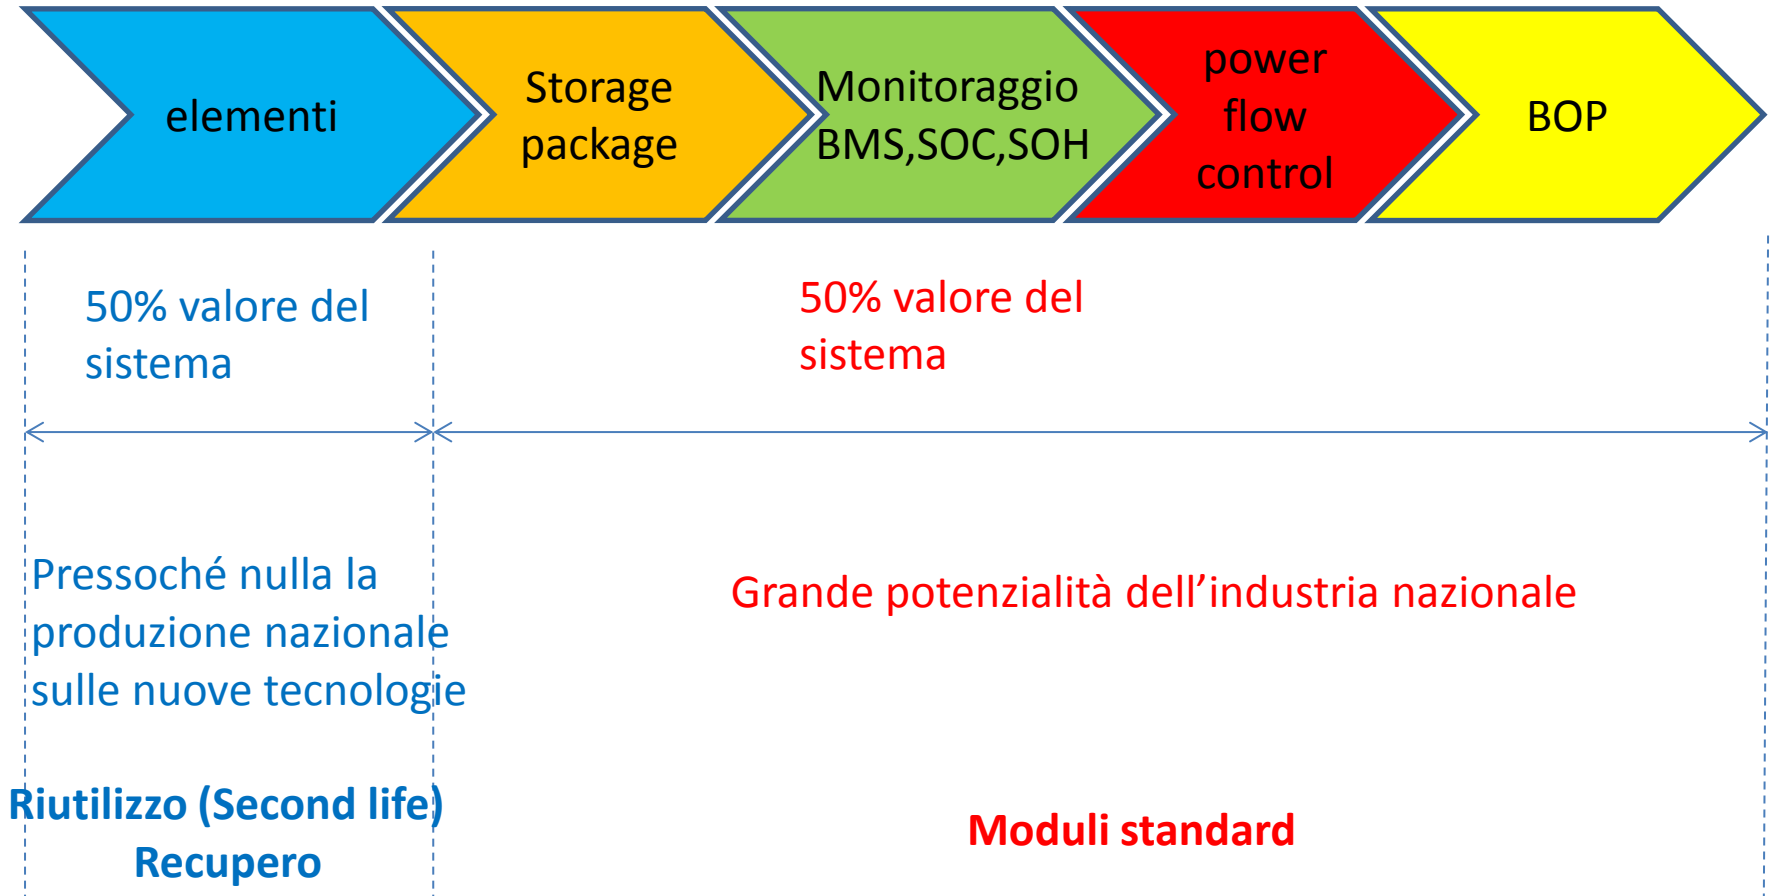 elementi
Storage
package
Monitoraggio
BMS,SOC,SOH
power
flow
control
BOP
50% valore del
sistema
50% valore del
sistema
Pressoché nulla la
produzione nazionale
sulle nuove tecnologie
Grande potenzialità dell’industria nazionale
Riutilizzo (Second life)
Recupero
Moduli standard